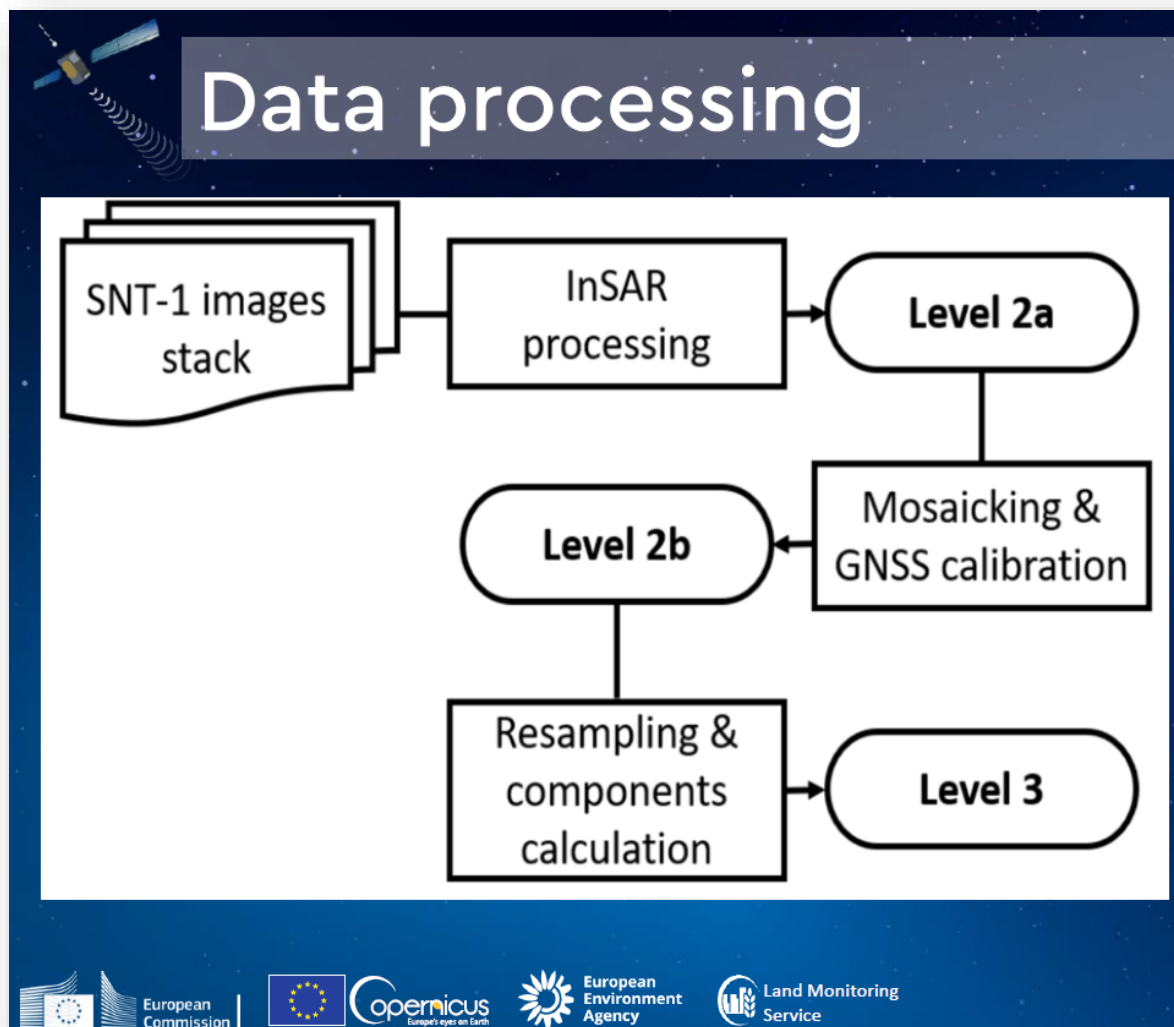 Data processing
SNT-1 images
stack
InSAR
processing
Level 2a
Mosaicking &
GNSS calibration
Level 2b
Resampling &
components
calculation
Level 3
European
Commission
Copernicus
Europe's eyes on Earth
European
Environment
Agency
Land Monitoring
Service